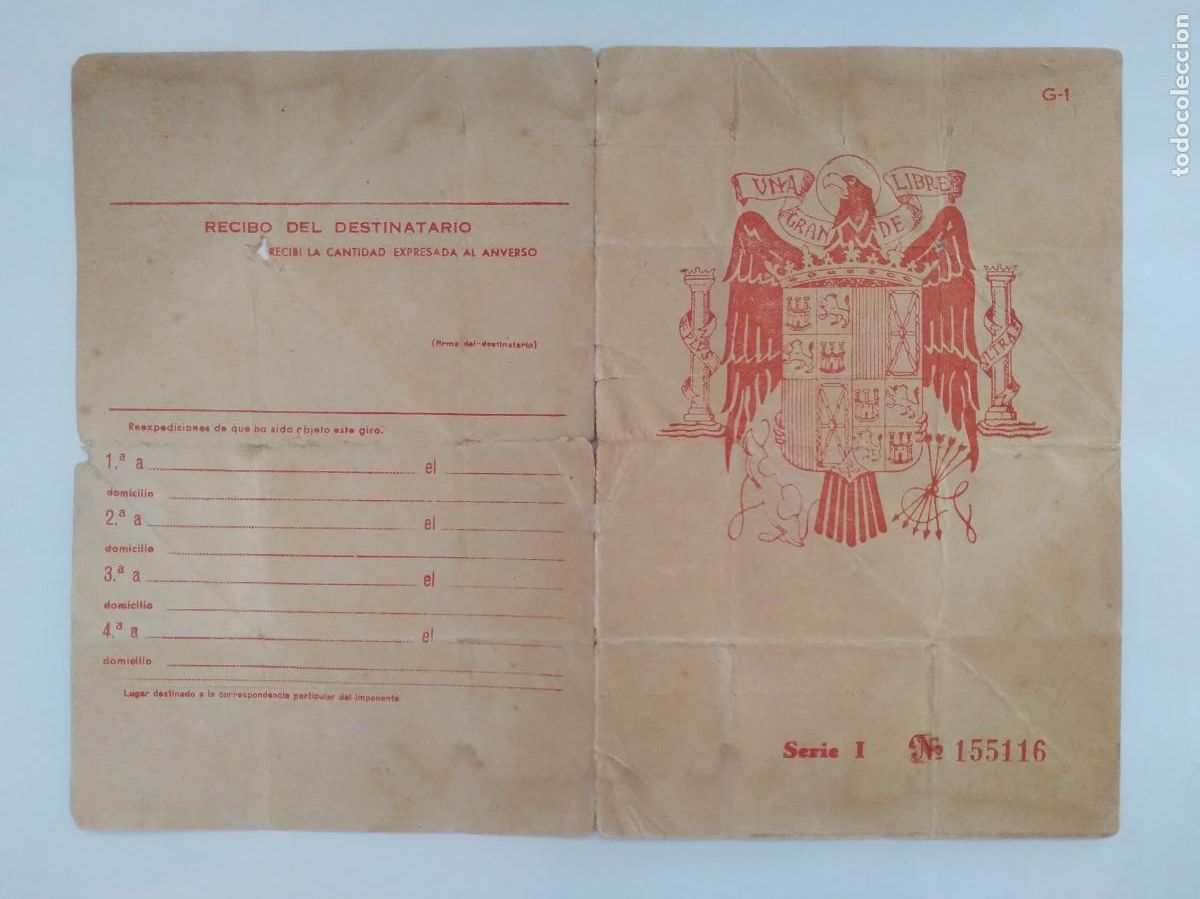 RECIBO DEL DESTINATARIO
RECIBI LA CANTIDAD EXPRESADA AL ANVERSO
(firma del destinatario)
Reexpediciones de que ha sido objeto este giro.
1.ª a el
domicilio
2.ª a el
domicilio
3.ª a el
domicilio
4.ª a el
domicilio
Lugar destinado a la correspondencia particular del imponente.
G-1
UNA LIBRE
GRANDE
PLUS ULTRA
Serie I Nº 155116
todocoleccion